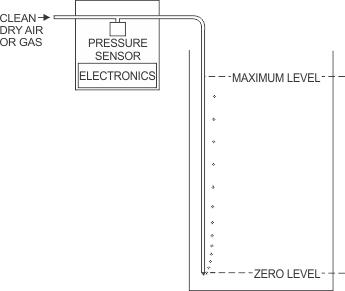 CLEAN
DRY AIR
OR GAS
PRESSURE
SENSOR
ELECTRONICS
MAXIMUM LEVEL
ZERO LEVEL